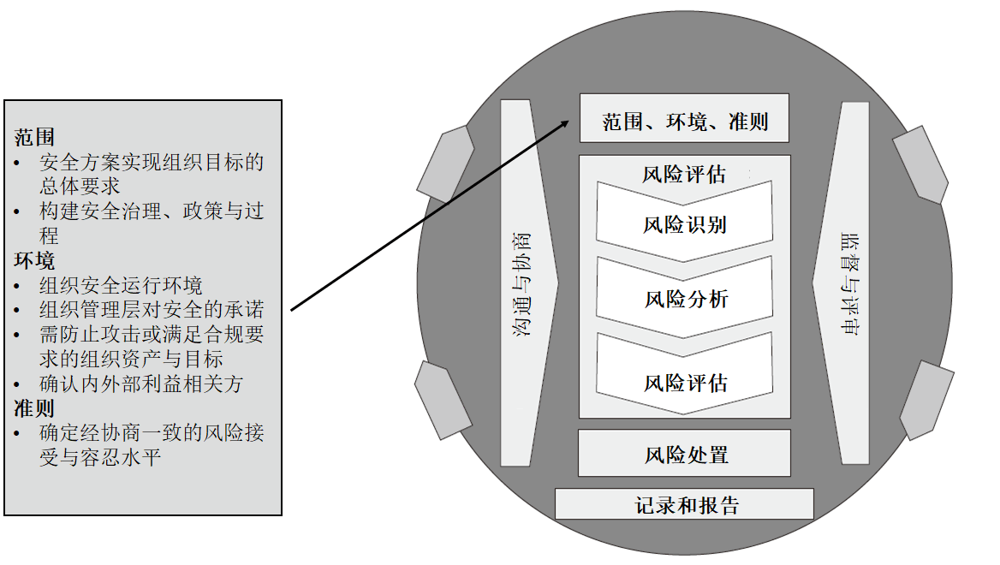 范围
• 安全方案实现组织目标的
总体要求
• 构建安全治理、政策与过
程
环境
• 组织安全运行环境
• 组织管理层对安全的承诺
• 需防止攻击或满足合规要
求的组织资产与目标
• 确认内外部利益相关方
准则
• 确定经协商一致的风险接
受与容忍水平
沟通与协商
范围、环境、准则
风险评估
风险识别
风险分析
风险评估
风险处置
记录和报告
监督与评审